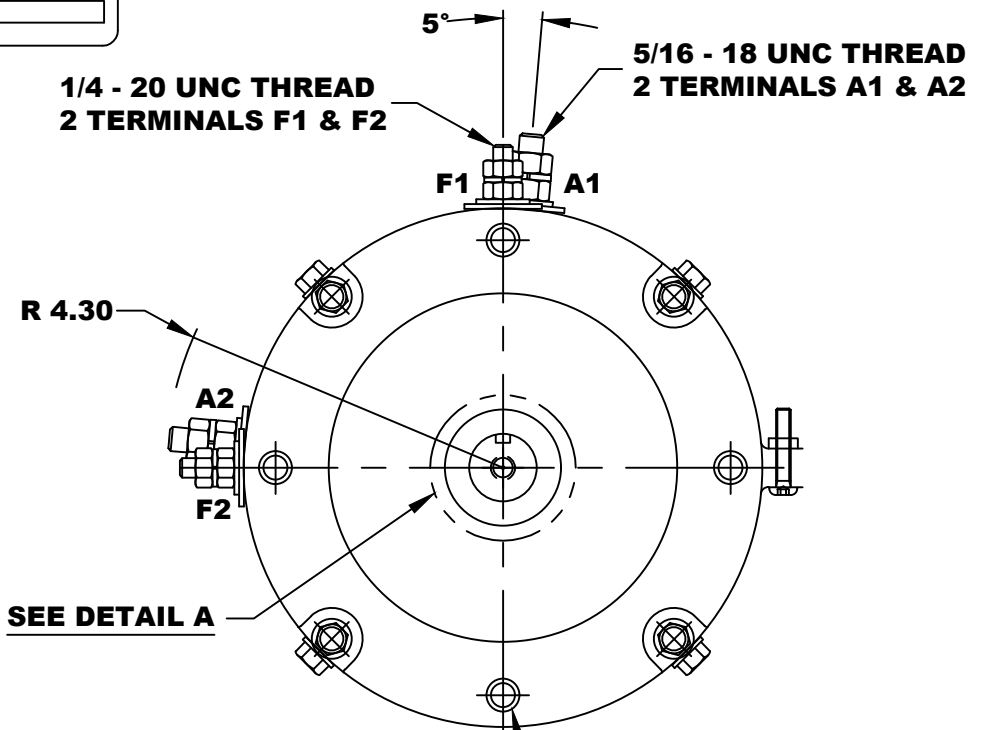 5°
1/4 - 20 UNC THREAD
2 TERMINALS F1 & F2
5/16 - 18 UNC THREAD
2 TERMINALS A1 & A2
F1
A1
R 4.30
A2
F2
SEE DETAIL A